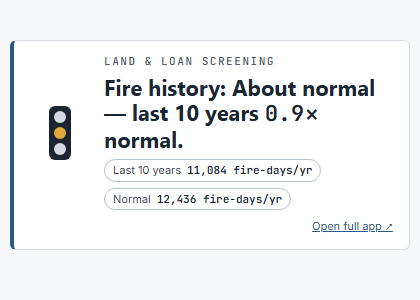 LAND & LOAN SCREENING
Fire history: About normal
— last 10 years 0.9×
normal.
Last 10 years 11,084 fire-days/yr
Normal 12,436 fire-days/yr
Open full app ↗